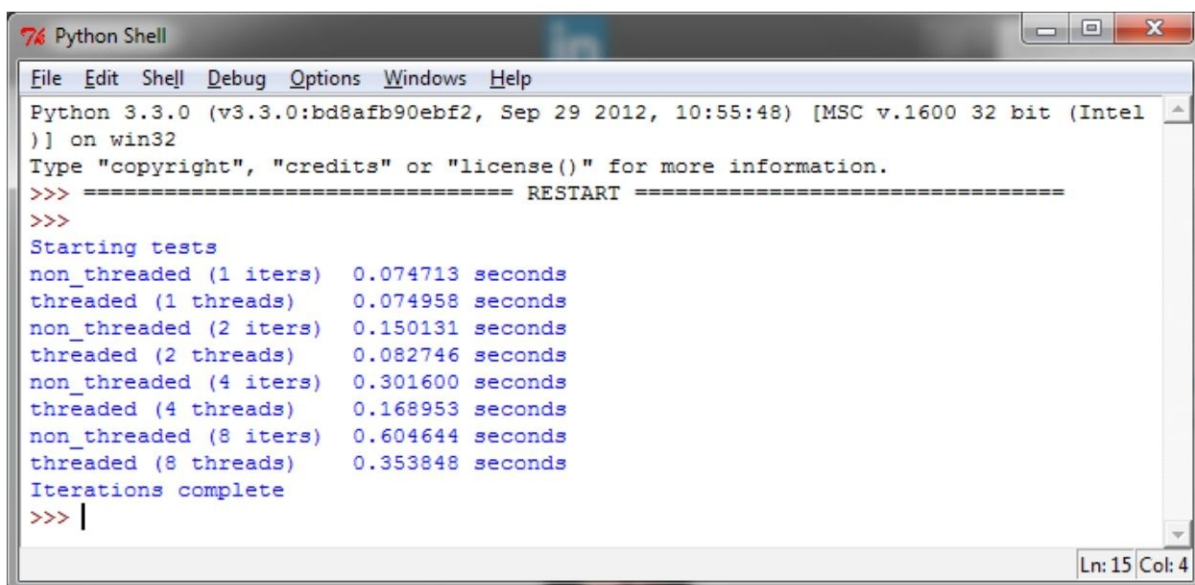 Python Shell
File Edit Shell Debug Options Windows Help
Python 3.3.0 (v3.3.0:bd8afb90ebf2, Sep 29 2012, 10:55:48) [MSC v.1600 32 bit (Intel
)] on win32
Type "copyright", "credits" or "license()" for more information.
>>> ================================ RESTART ================================
>>>
Starting tests
non_threaded (1 iters)  0.074713 seconds
threaded (1 threads)    0.074958 seconds
non_threaded (2 iters)  0.150131 seconds
threaded (2 threads)    0.082746 seconds
non_threaded (4 iters)  0.301600 seconds
threaded (4 threads)    0.168953 seconds
non_threaded (8 iters)  0.604644 seconds
threaded (8 threads)    0.353848 seconds
Iterations complete
>>>
Ln: 15 Col: 4